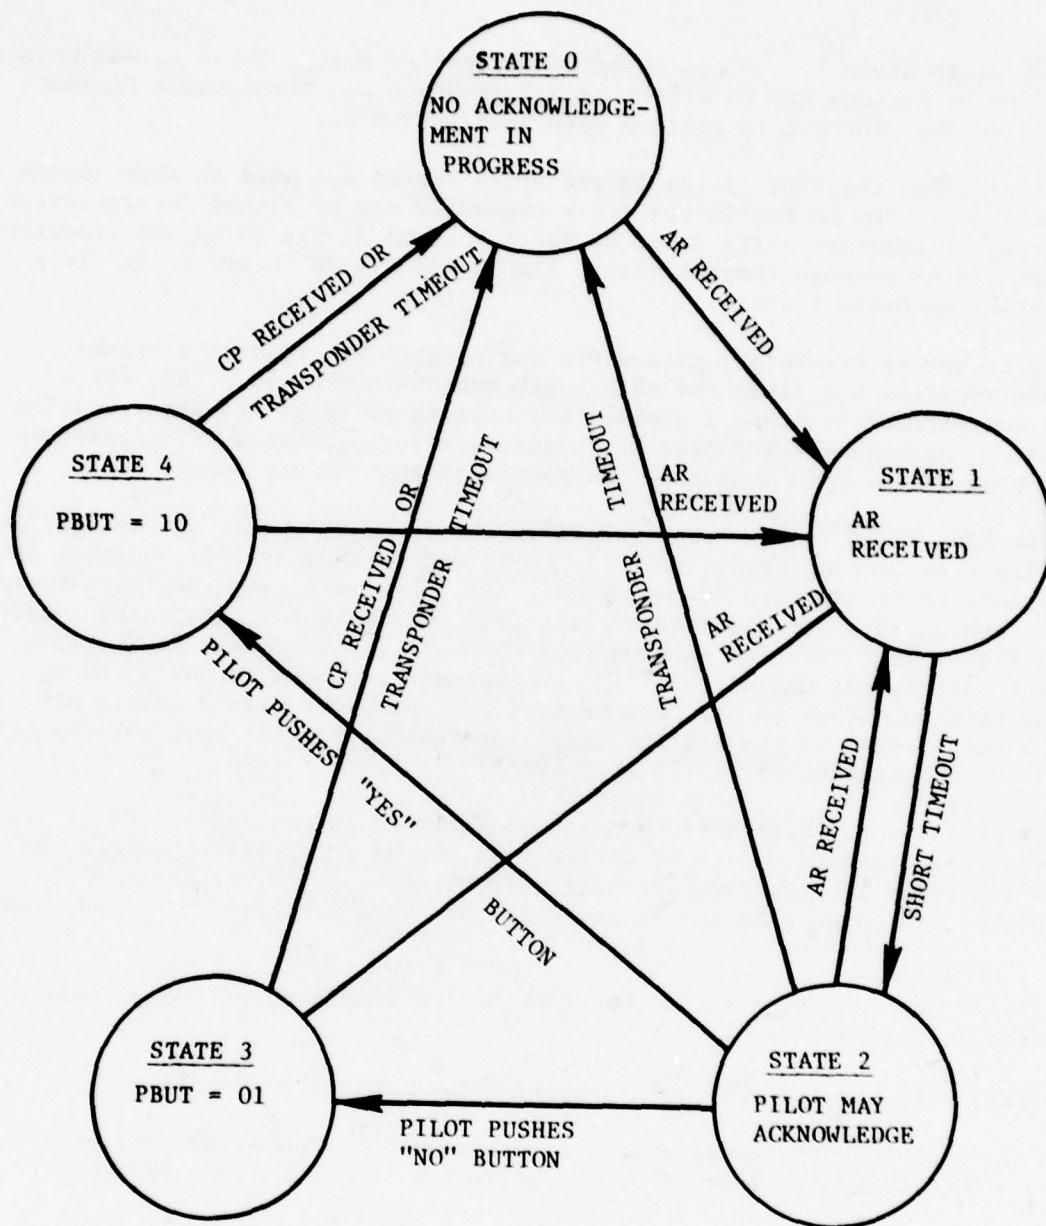 STATE 0
NO ACKNOWLEDGE-
MENT IN
PROGRESS
CP RECEIVED OR
TRANSPONDER TIMEOUT
AR RECEIVED
STATE 4
PBUT = 10
CP RECEIVED OR
TRANSPONDER TIMEOUT
TRANSPONDER TIMEOUT
AR
RECEIVED
STATE 1
AR
RECEIVED
AR
RECEIVED
PILOT PUSHES "YES" BUTTON
AR RECEIVED
SHORT TIMEOUT
STATE 3
PBUT = 01
PILOT PUSHES
"NO" BUTTON
STATE 2
PILOT MAY
ACKNOWLEDGE